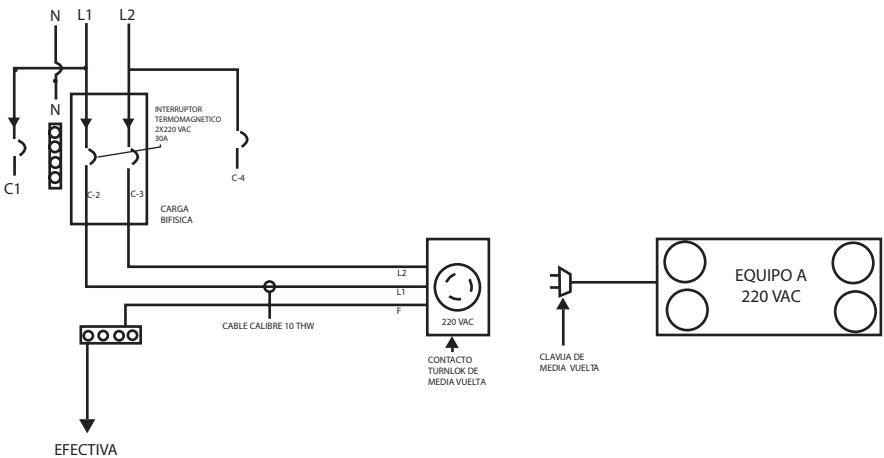 N
L1
L2
N
INTERRUPTOR
TERMOMAGNETICO
2X220 VAC
30A
C1
C-4
C-2
C-3
CARGA
BIFISICA
L2
L1
F
220 VAC
CABLE CALIBRE 10 THW
CONTACTO
TURNLOK DE
MEDIA VUELTA
CLAVIJA DE
MEDIA VUELTA
EQUIPO A
220 VAC
EFECTIVA